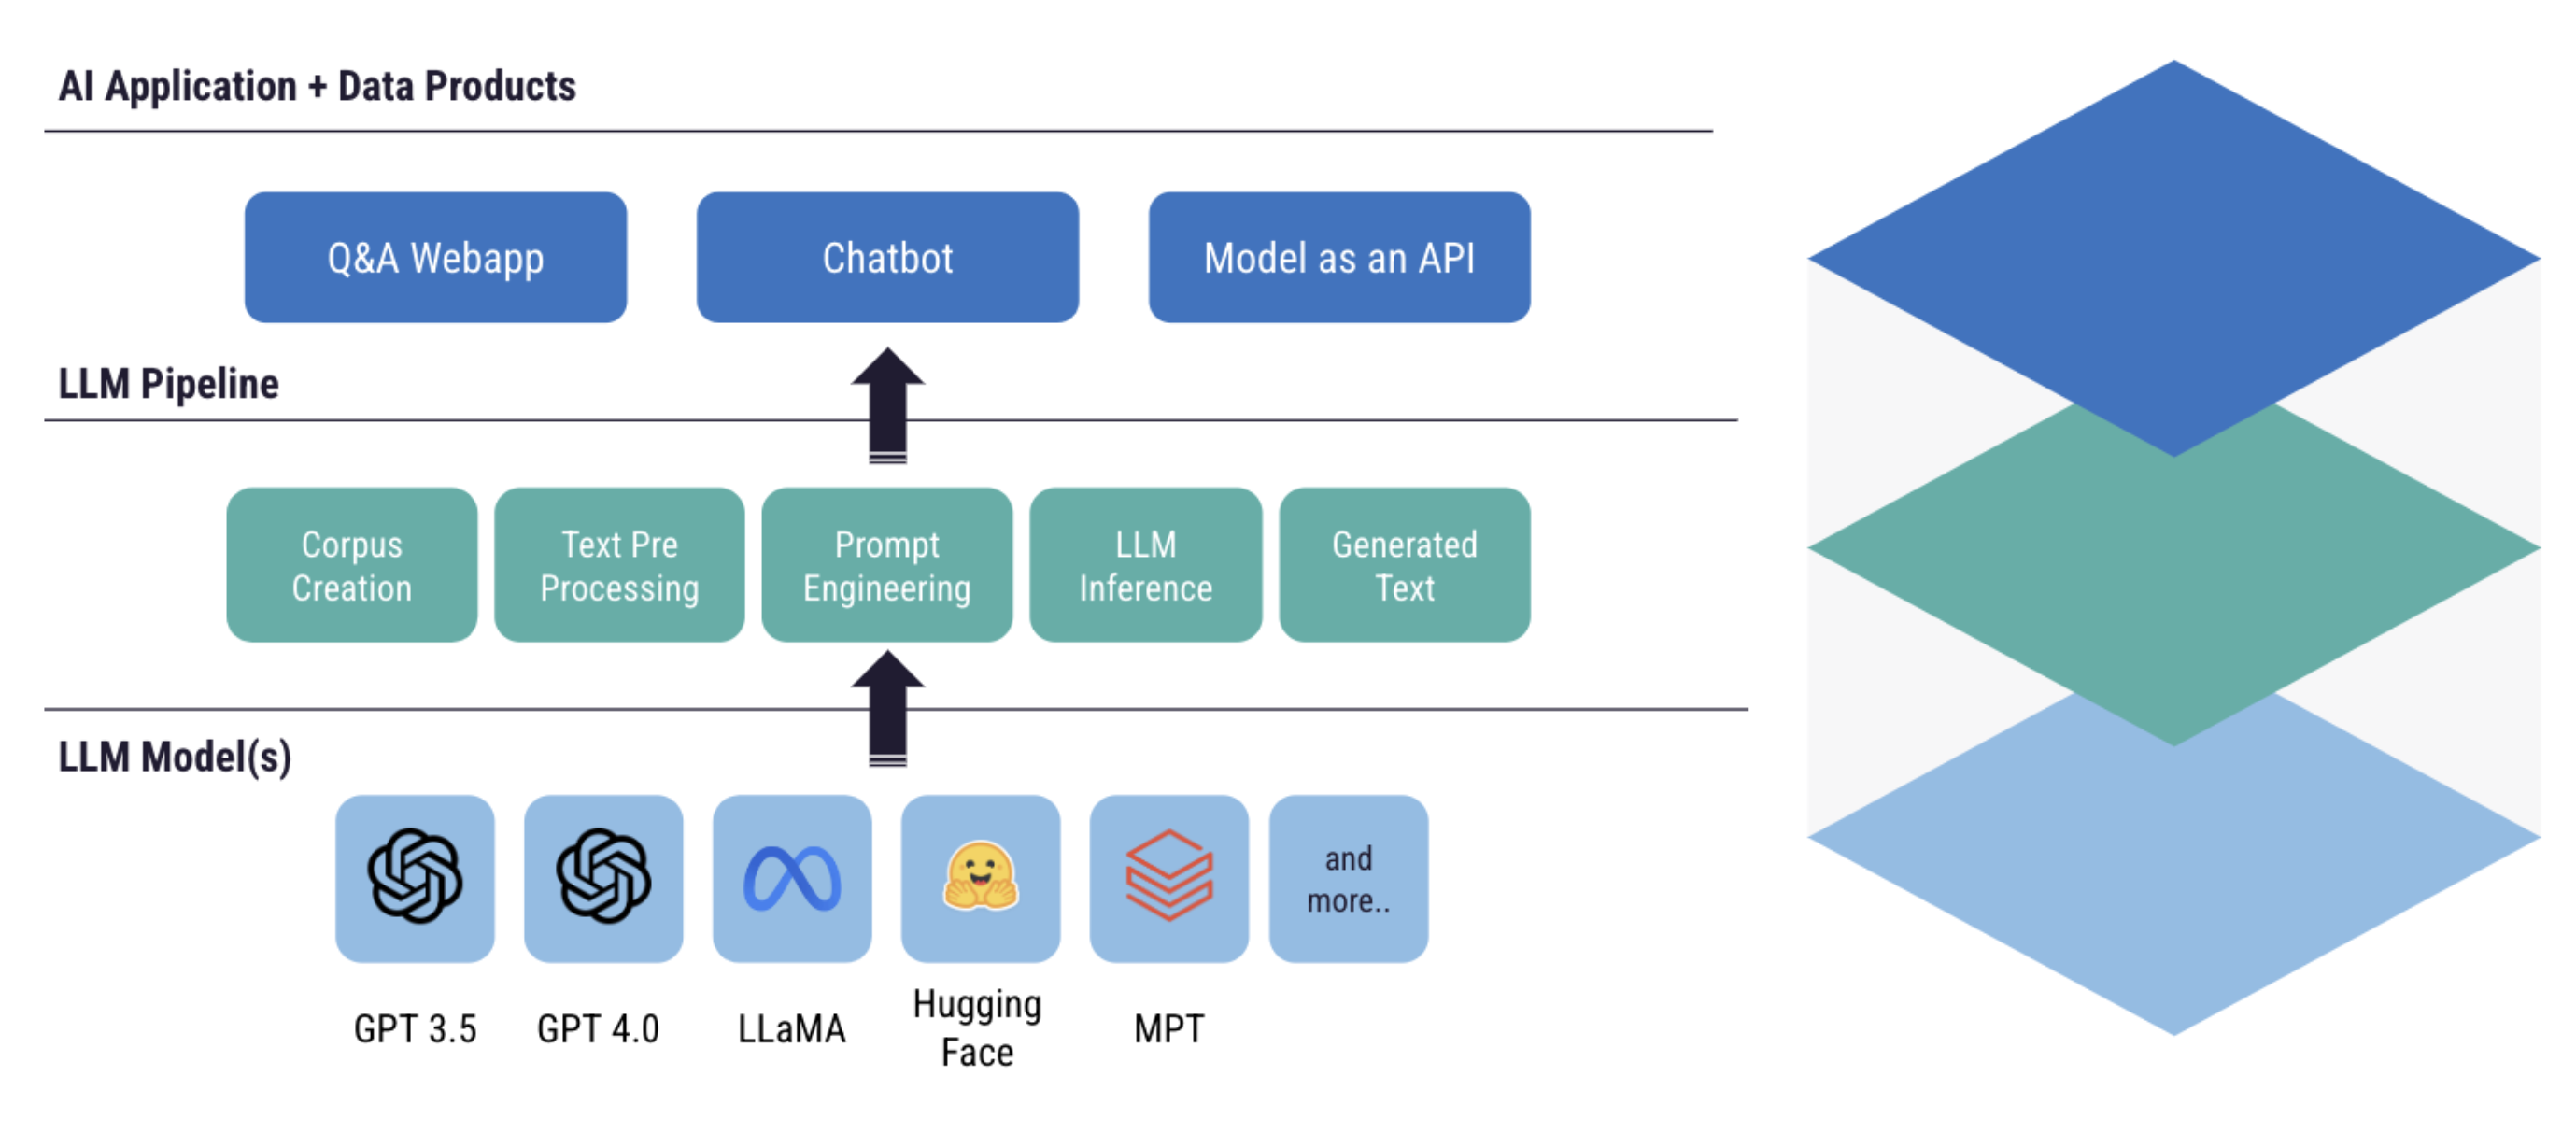 AI Application + Data Products
Q&A Webapp
Chatbot
Model as an API
LLM Pipeline
Corpus
Creation
Text Pre
Processing
Prompt
Engineering
LLM
Inference
Generated
Text
LLM Model(s)
and
more..
GPT 3.5
GPT 4.0
LLaMA
Hugging
Face
MPT